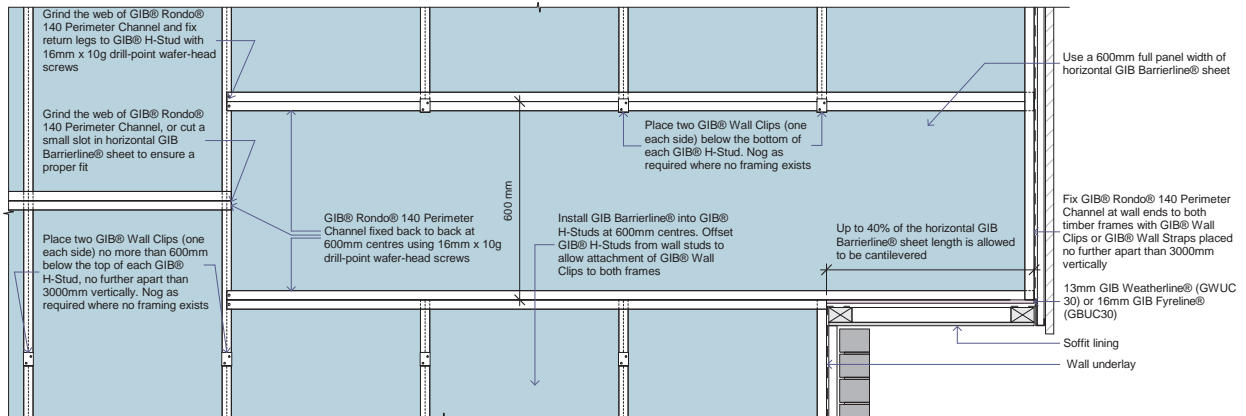 Grind the web of GIB® Rondo®
140 Perimeter Channel and fix
return legs to GIB® H-Stud with
16mm x 10g drill-point wafer-head
screws
Grind the web of GIB® Rondo®
140 Perimeter Channel, or cut a
small slot in horizontal GIB
Barrierline® sheet to ensure a
proper fit
Place two GIB® Wall Clips (one
each side) no more than 600mm
below the top of each GIB®
H-Stud, no further apart than
3000mm vertically. Nog as
required where no framing exists
GIB® Rondo® 140 Perimeter
Channel fixed back to back at
600mm centres using 16mm x 10g
drill-point wafer-head screws
600 mm
Place two GIB® Wall Clips (one
each side) below the bottom of
each GIB® H-Stud. Nog as
required where no framing exists
Install GIB Barrierline® into GIB®
H-Studs at 600mm centres. Offset
GIB® H-Studs from wall studs to
allow attachment of GIB® Wall
Clips to both frames
Up to 40% of the horizontal GIB
Barrierline® sheet length is allowed
to be cantilevered
Use a 600mm full panel width of
horizontal GIB Barrierline® sheet
Fix GIB® Rondo® 140 Perimeter
Channel at wall ends to both
timber frames with GIB® Wall
Clips or GIB® Wall Straps placed
no further apart than 3000mm
vertically
13mm GIB Weatherline® (GWUC
30) or 16mm GIB Fyreline®
(GBUC30)
Soffit lining
Wall underlay